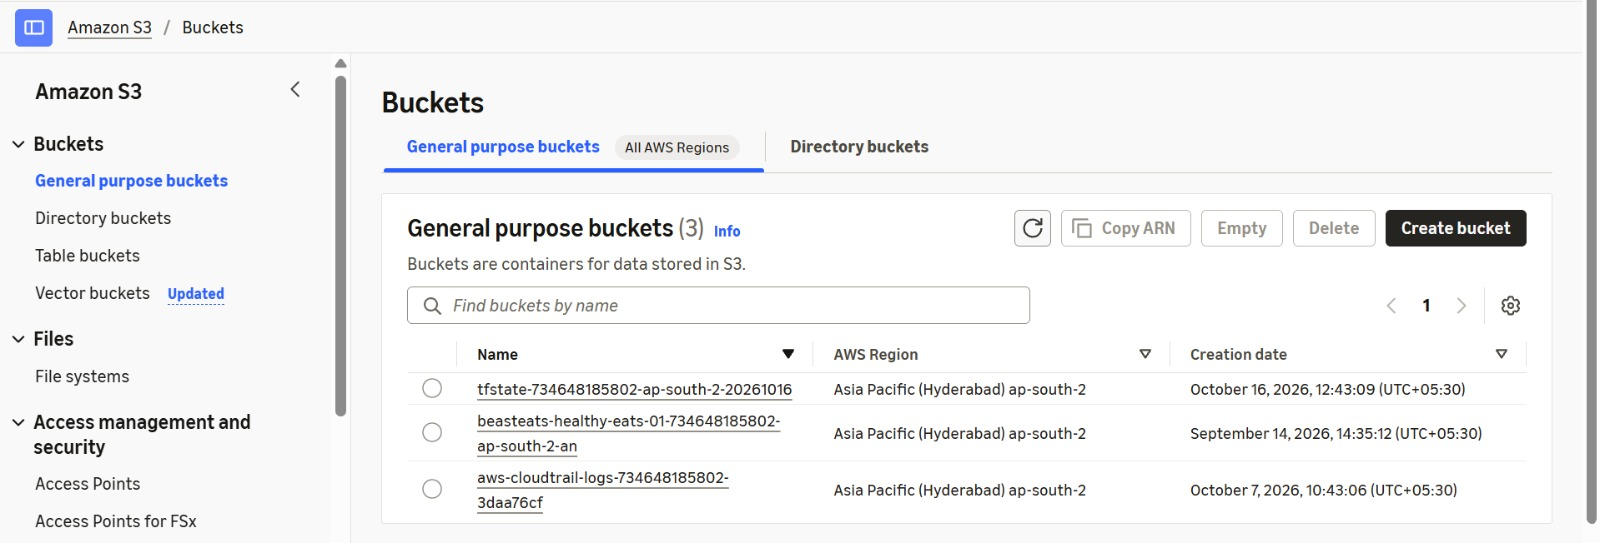 Amazon S3 / Buckets
Amazon S3
Buckets
General purpose buckets
Directory buckets
Table buckets
Vector buckets Updated
Files
File systems
Access management and
security
Access Points
Access Points for FSx
Buckets
General purpose buckets All AWS Regions Directory buckets
General purpose buckets (3) Info
Copy ARN Empty Delete Create bucket
Buckets are containers for data stored in S3.
Find buckets by name
1
Name AWS Region Creation date
tfstate-734648185802-ap-south-2-20261016 Asia Pacific (Hyderabad) ap-south-2 October 16, 2026, 12:43:09 (UTC+05:30)
beasteats-healthy-eats-01-734648185802-
ap-south-2-an Asia Pacific (Hyderabad) ap-south-2 September 14, 2026, 14:35:12 (UTC+05:30)
aws-cloudtrail-logs-734648185802-
3daa76cf Asia Pacific (Hyderabad) ap-south-2 October 7, 2026, 10:43:06 (UTC+05:30)